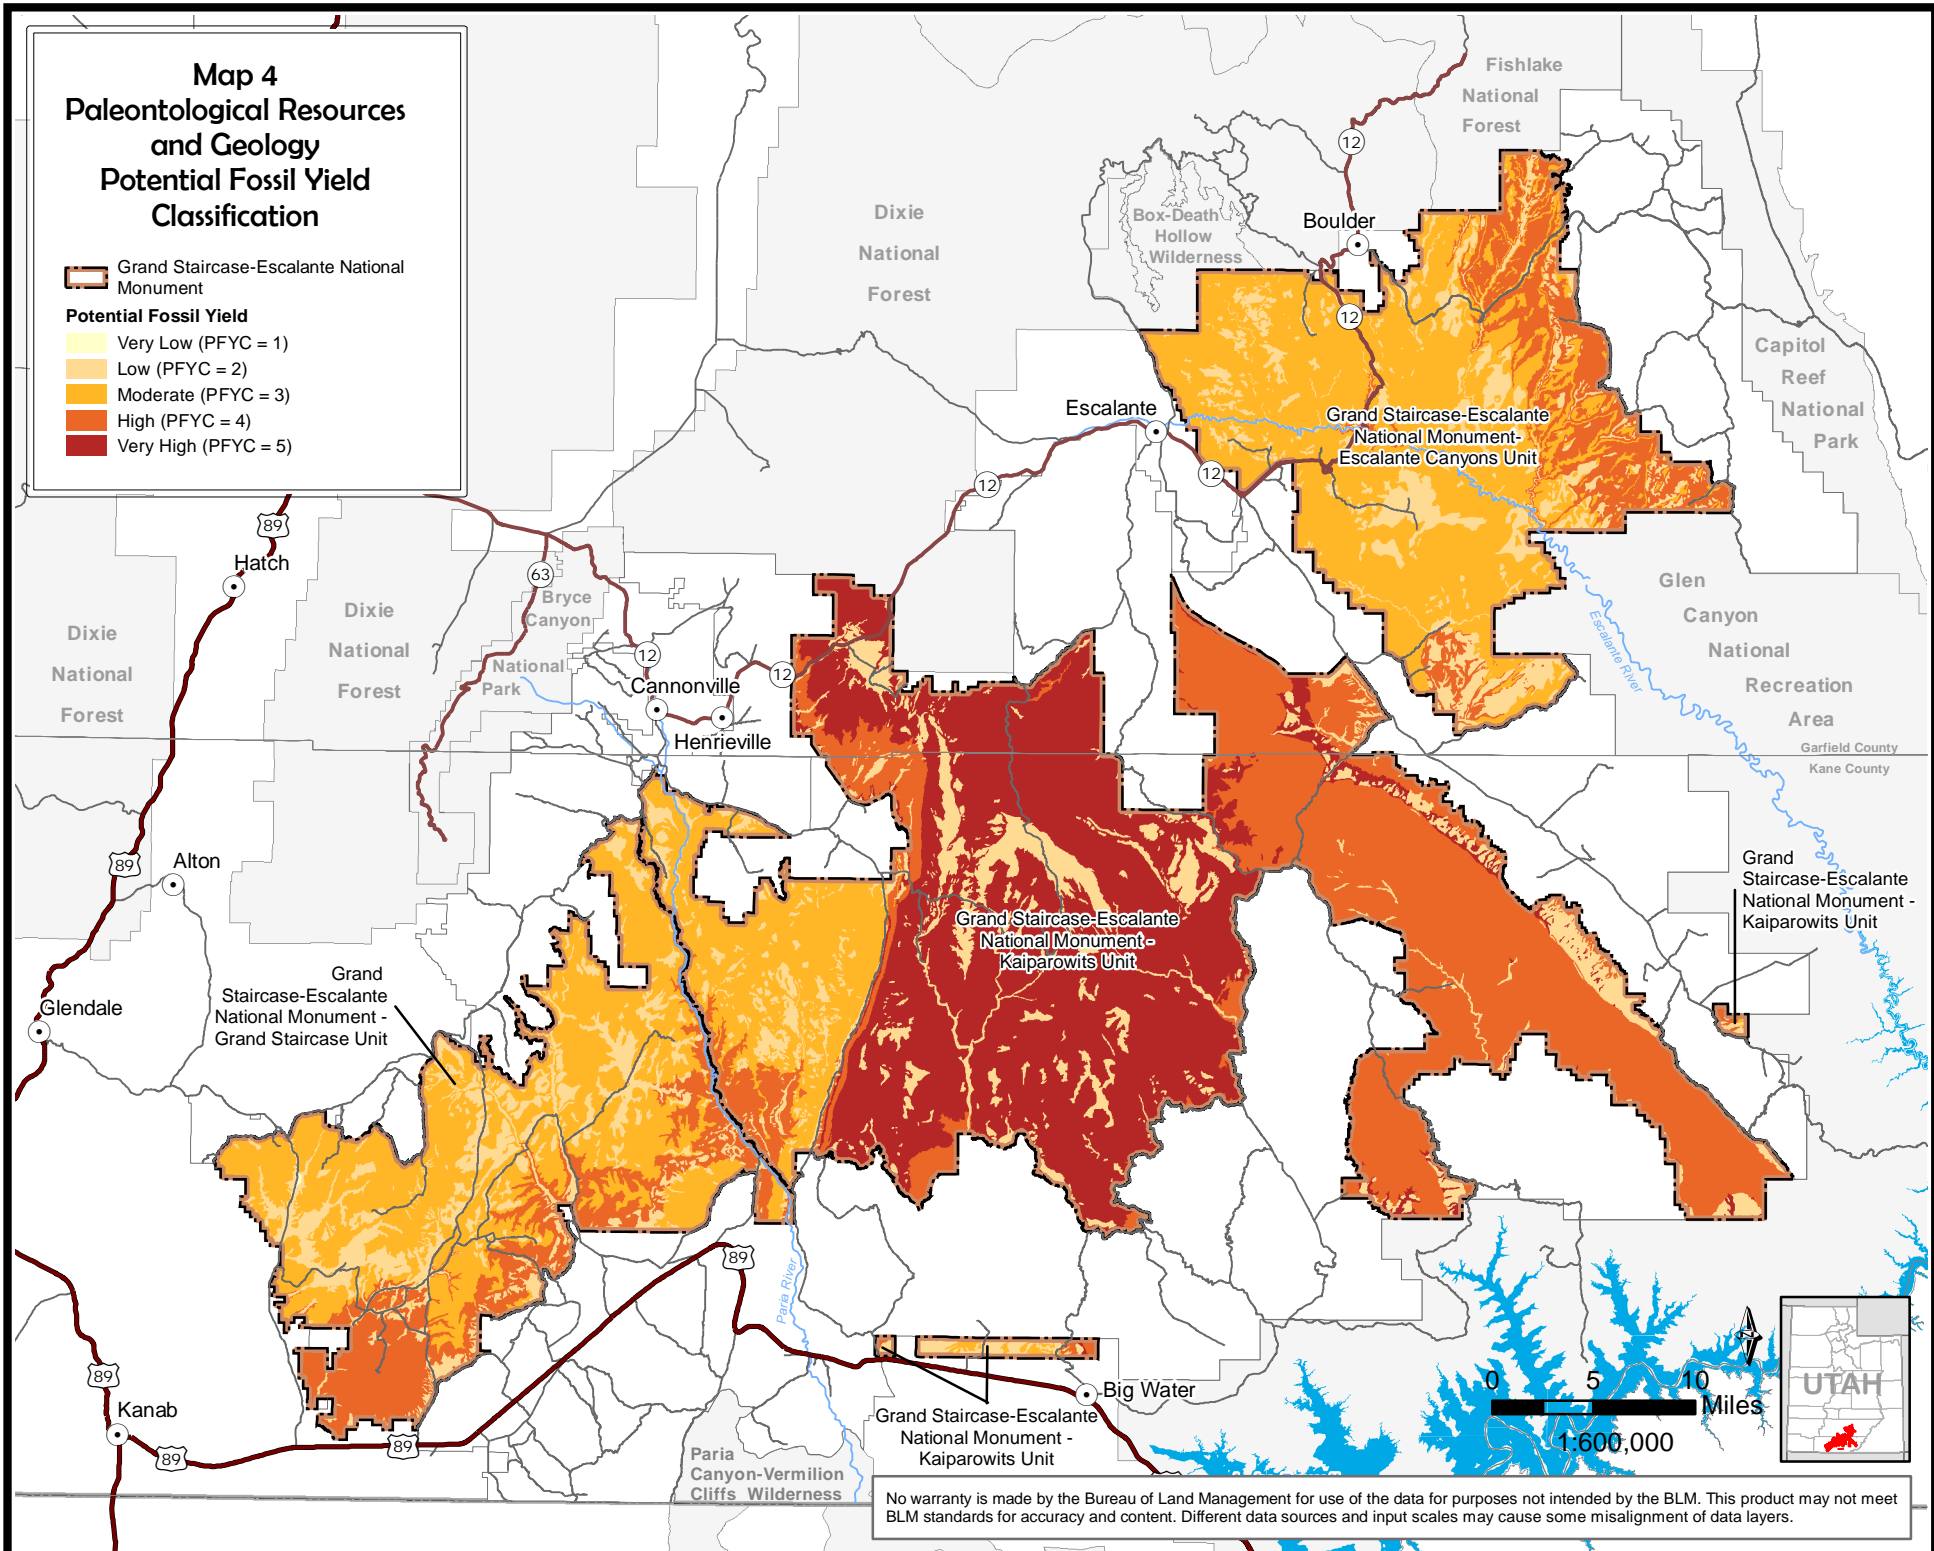 Map 4
Paleontological Resources
and Geology
Potential Fossil Yield
Classification
Grand Staircase-Escalante National
Monument
Potential Fossil Yield
Very Low (PFYC = 1)
Low (PFYC = 2)
Moderate (PFYC = 3)
High (PFYC = 4)
Very High (PFYC = 5)
Fishlake
National
Forest
12
Boulder
Box-Death
Hollow
Wilderness
Dixie
National
Forest
12
Capitol
Reef
National
Park
Escalante
Grand Staircase-Escalante
National Monument-
Escalante Canyons Unit
12
12
89
Hatch
63
Bryce
Canyon
National
Park
Dixie
National
Forest
Dixie
National
Forest
12
12
Cannonville
Henrieville
Glen
Canyon
National
Recreation
Area
Escalante River
Garfield County
Kane County
89
Alton
Grand
Staircase-Escalante
National Monument -
Kaiparowits Unit
Grand Staircase-Escalante
National Monument -
Kaiparowits Unit
Grand
Staircase-Escalante
National Monument -
Grand Staircase Unit
Glendale
89
Paria River
89
Kanab
89
89
Big Water
Grand Staircase-Escalante
National Monument -
Kaiparowits Unit
Paria
Canyon-Vermilion
Cliffs Wilderness
0 5 10
Miles
1:600,000
N
UTAH
No warranty is made by the Bureau of Land Management for use of the data for purposes not intended by the BLM. This product may not meet
BLM standards for accuracy and content. Different data sources and input scales may cause some misalignment of data layers.